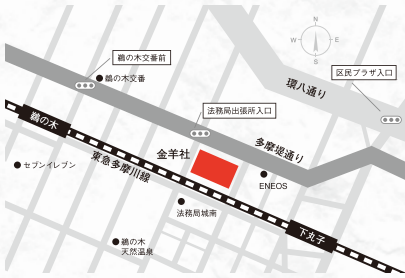 N
W
E
S
鵜の木交番前
鵜の木交番
区民プラザ入口
環八通り
法務局出張所入口
鵜の木
多摩堤通り
金羊社
セブンイレブン
東急多摩川線
ENEOS
法務局城南
下丸子
鵜の木
天然温泉